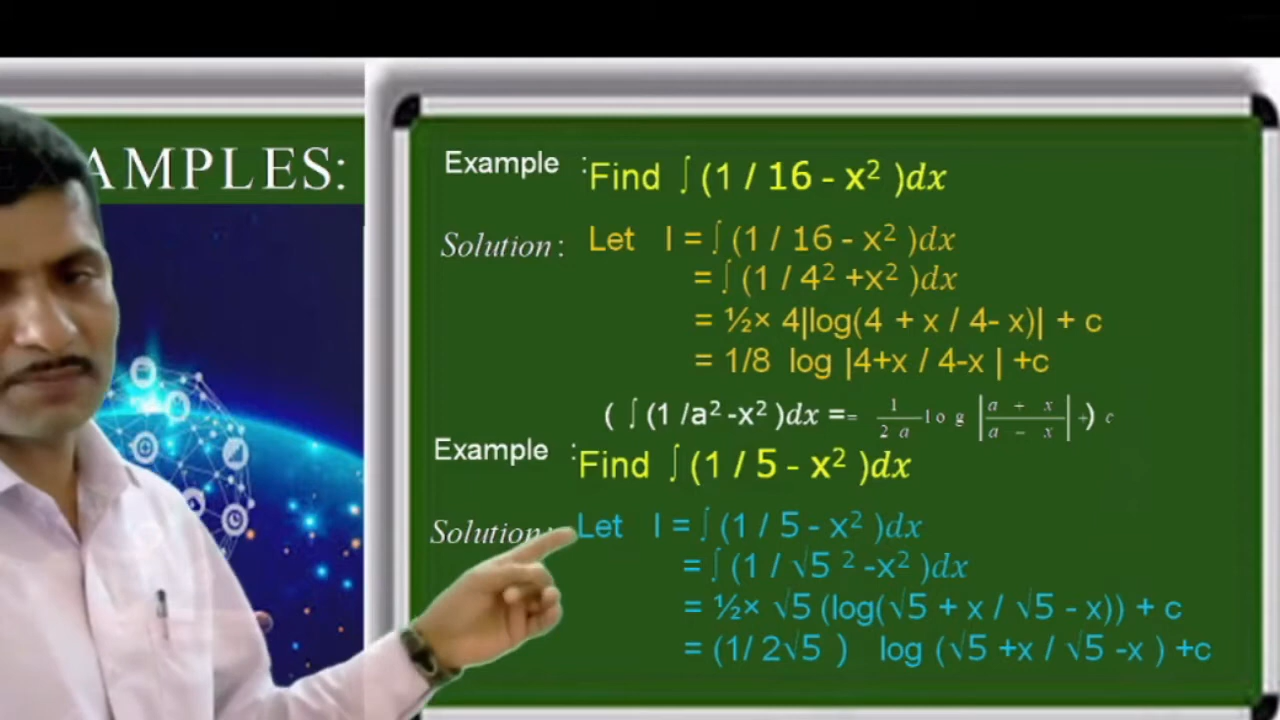 EXAMPLES:
Example :Find ∫ (1 / 16 - x² )dx
Solution: Let I = ∫ (1 / 16 - x² )dx
= ∫ (1 / 4² +x² )dx
= ½× 4|log(4 + x / 4- x)| + c
= 1/8 log |4+x / 4-x | +c
( ∫ (1 /a² -x² )dx == 1/2a log |a + x/a - x| +) c
Example :Find ∫ (1 / 5 - x² )dx
Solution: Let I = ∫ (1 / 5 - x² )dx
= ∫ (1 / √5 ² -x² )dx
= ½× √5 (log(√5 + x / √5 - x)) + c
= (1/ 2√5 ) log (√5 +x / √5 -x ) +c